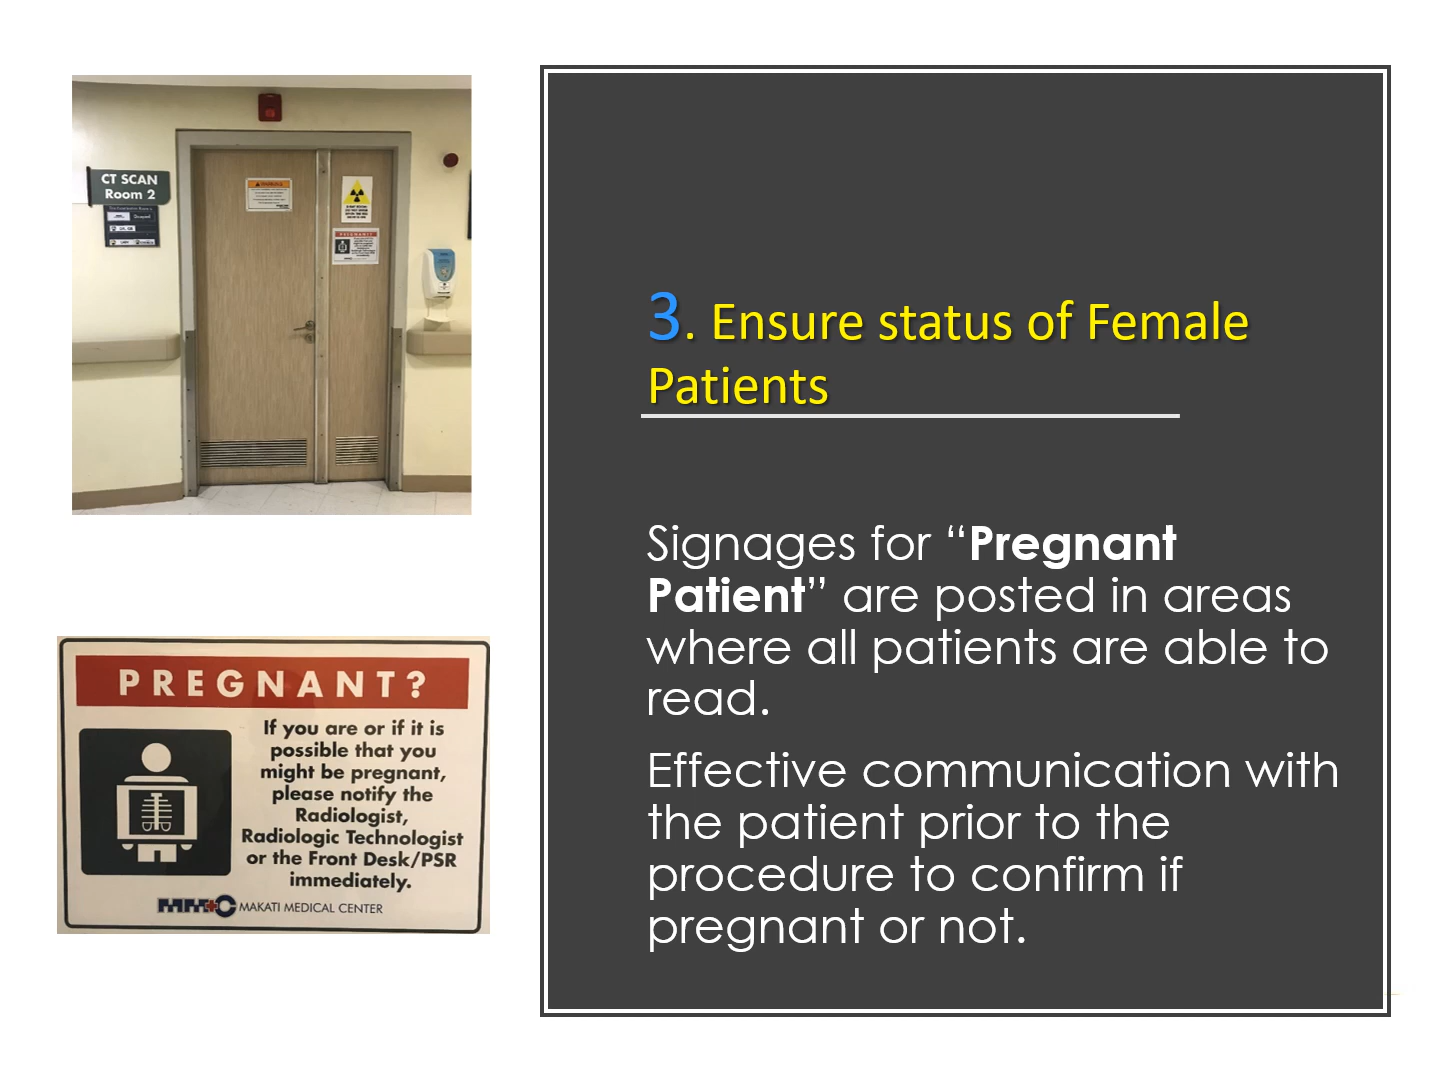 CT SCAN
Room 2
PREGNANT
3. Ensure status of Female
Patients
Signages for “Pregnant
Patient” are posted in areas
where all patients are able to
read.
Effective communication with
the patient prior to the
procedure to confirm if
pregnant or not.
PREGNANT?
If you are or if it is
possible that you
might be pregnant,
please notify the
Radiologist,
Radiologic Technologist
or the Front Desk/PSR
immediately.
MMC MAKATI MEDICAL CENTER